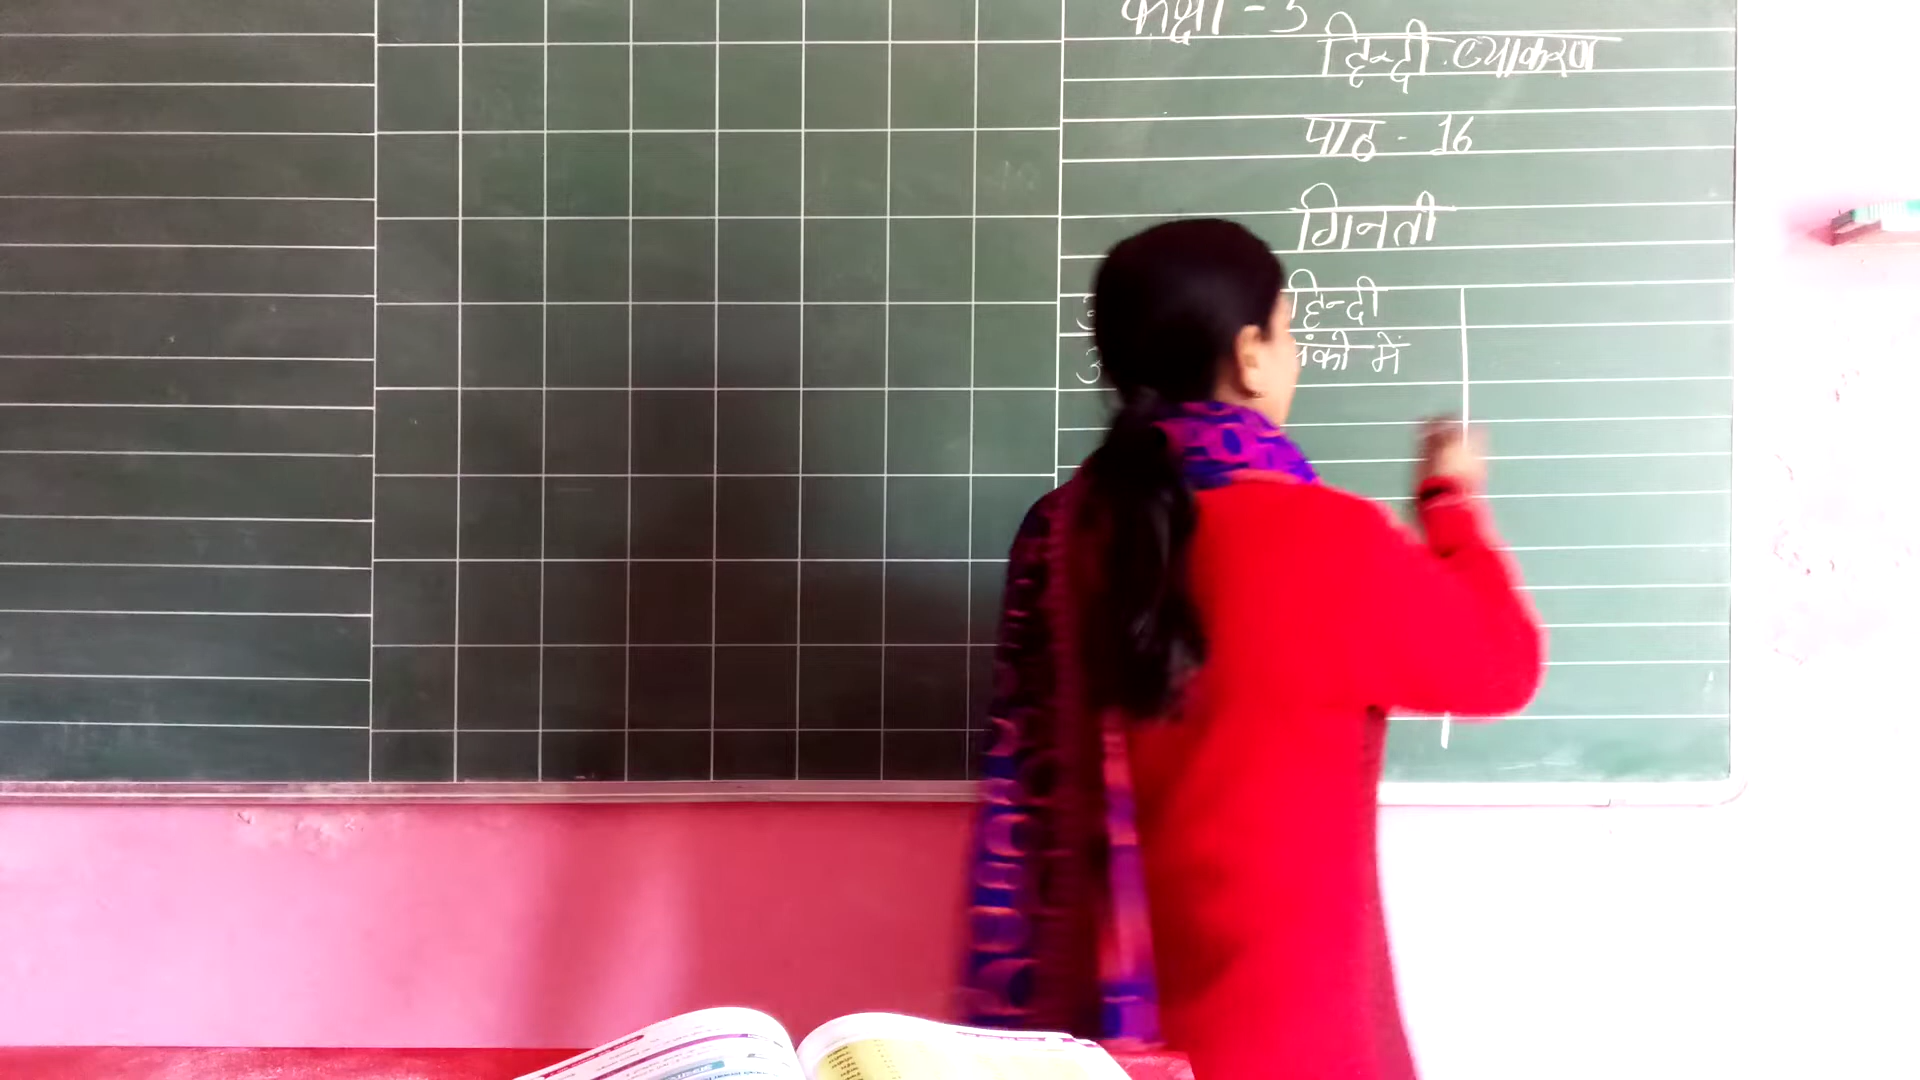 कक्षा - 3
हिन्दी व्याकरण
पाठ - 16
गिनती
हिन्दी
में